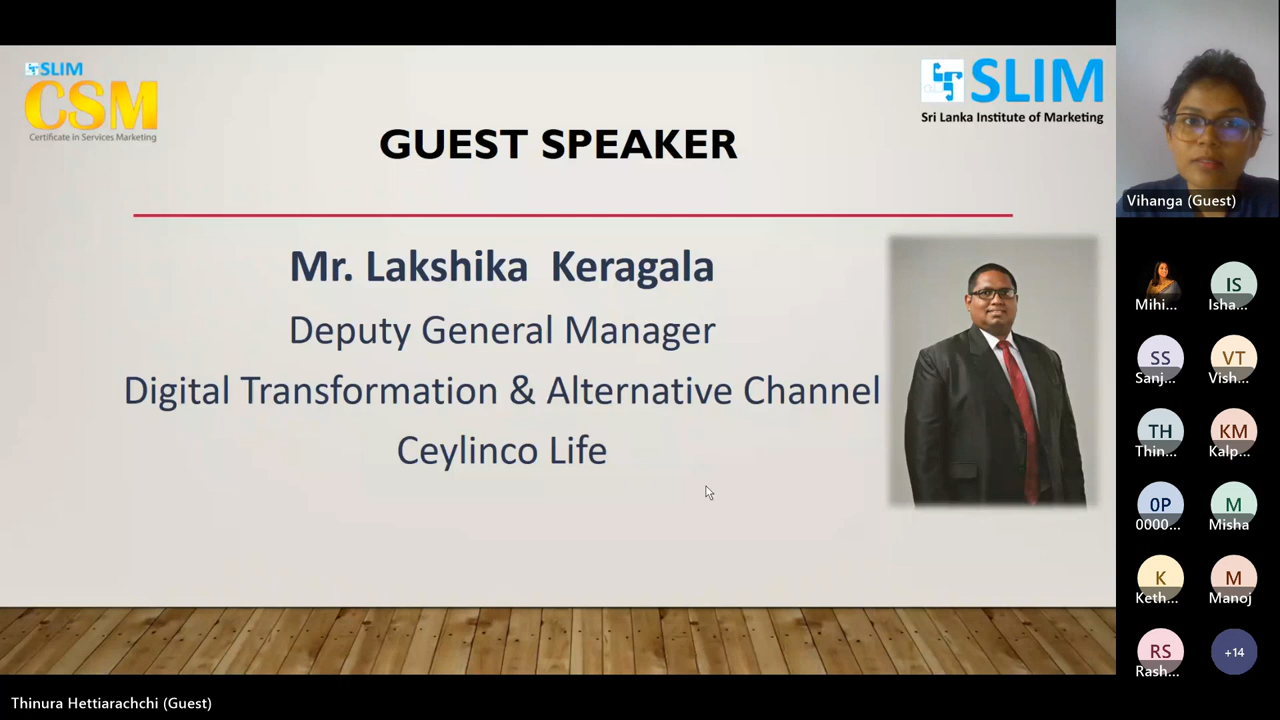 SLIM
CSM
Certificate in Services Marketing
SLIM
Sri Lanka Institute of Marketing
GUEST SPEAKER
Mr. Lakshika Keragala
Deputy General Manager
Digital Transformation & Alternative Channel
Ceylinco Life
Vihanga (Guest)
Mihi...
IS
Isha...
SS
Sanj...
VT
Vish...
TH
Thin...
KM
Kalp...
0P
0000...
M
Misha
K
Keth...
M
Manoj
RS
Rash...
+14
Thinura Hettiarachchi (Guest)